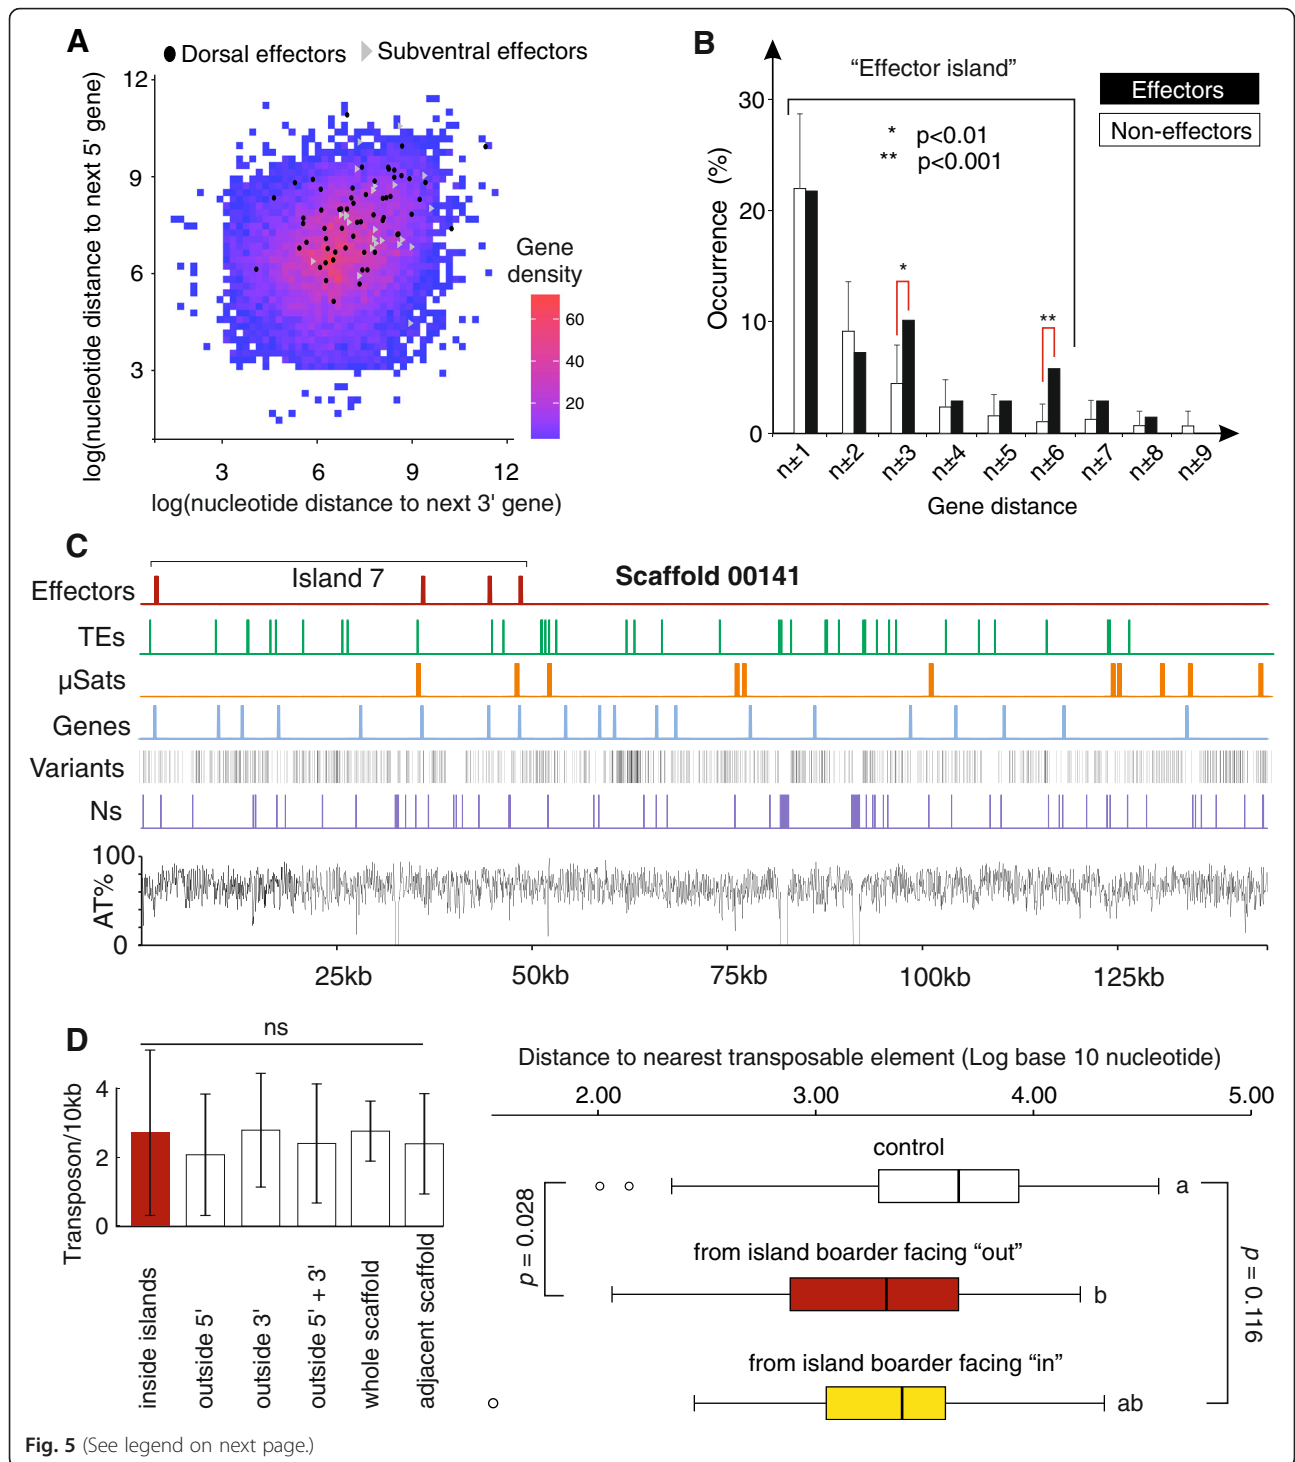 A
Dorsal effectors Subventral effectors
log(nucleotide distance to next 5' gene)
12
9
6
3
3 6 9 12
log(nucleotide distance to next 3' gene)
Gene
density
60
40
20
B
"Effector island"
Effectors
Non-effectors
* p<0.01
** p<0.001
Occurrence (%)
30
20
10
0
*
**
n±1 n±2 n±3 n±4 n±5 n±6 n±7 n±8 n±9
Gene distance
C
Island 7
Scaffold 00141
Effectors
TEs
µSats
Genes
Variants
Ns
AT%
100
0
25kb 50kb 75kb 100kb 125kb
D
ns
Transposon/10kb
4
2
0
inside islands
outside 5'
outside 3'
outside 5' + 3'
whole scaffold
adjacent scaffold
Distance to nearest transposable element (Log base 10 nucleotide)
2.00 3.00 4.00 5.00
control
a
p = 0.028
from island boarder facing "out"
b
p = 0.116
from island boarder facing "in"
ab
Fig. 5 (See legend on next page.)